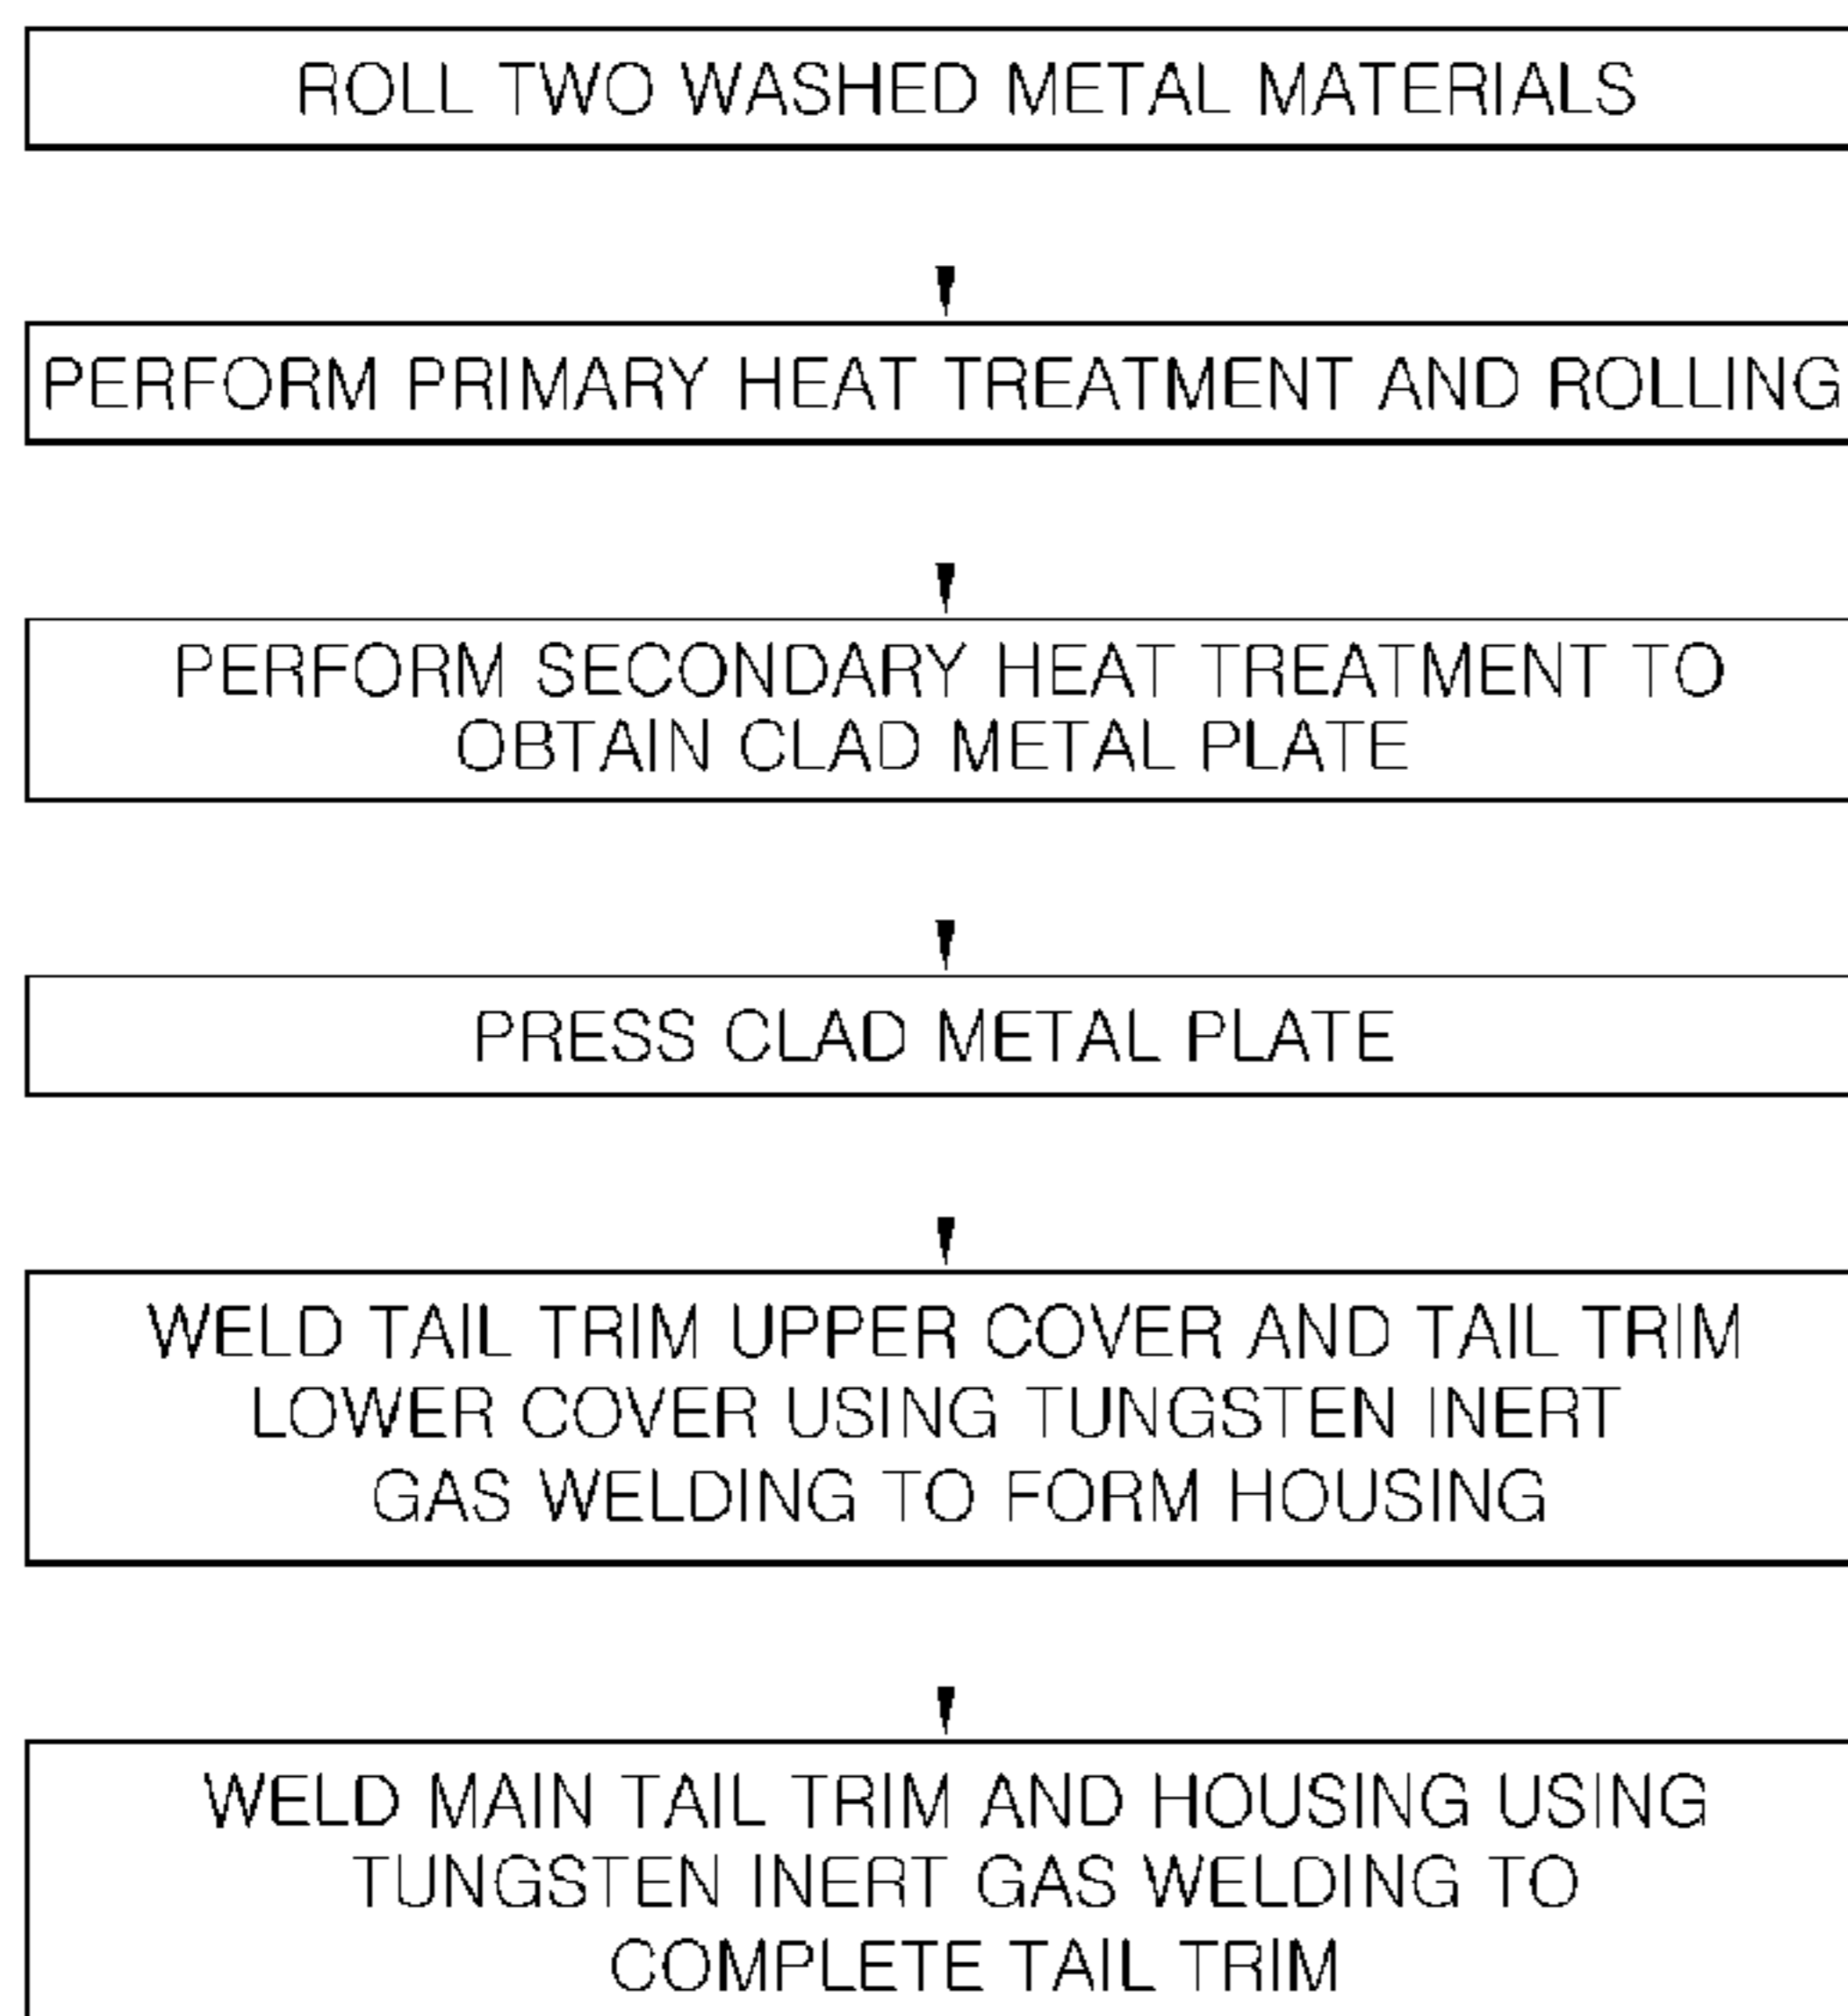 ROLL TWO WASHED METAL MATERIALS
PERFORM PRIMARY HEAT TREATMENT AND ROLLING
PERFORM SECONDARY HEAT TREATMENT TO
OBTAIN CLAD METAL PLATE
PRESS CLAD METAL PLATE
WELD TAIL TRIM UPPER COVER AND TAIL TRIM
LOWER COVER USING TUNGSTEN INERT
GAS WELDING TO FORM HOUSING
WELD MAIN TAIL TRIM AND HOUSING USING
TUNGSTEN INERT GAS WELDING TO
COMPLETE TAIL TRIM